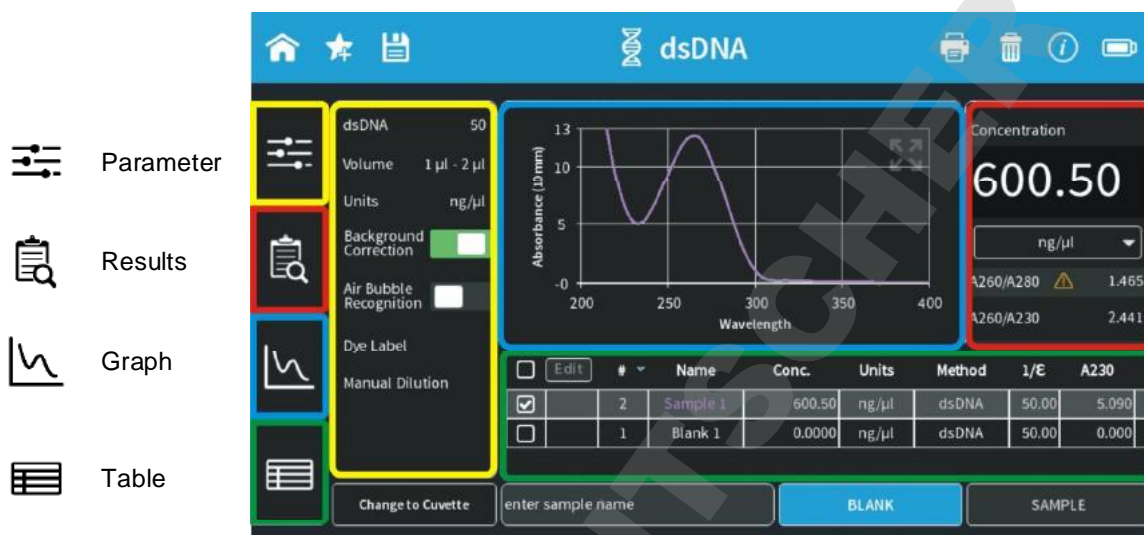 dsDNA
Parameter
Results
Graph
Table
dsDNA 50
Volume 1 µl - 2 µl
Units ng/µl
Background
Correction
Air Bubble
Recognition
Dye Label
Manual Dilution
Change to Cuvette
Absorbance (10 mm)
13
10
5
-0
200 250 300 350 400
Wavelength
Concentration
600.50
ng/µl
A260/A280 1.465
A260/A230 2.441
Edit # Name Conc. Units Method 1/Ɛ A230
2 Sample 1 600.50 ng/µl dsDNA 50.00 5.090
1 Blank 1 0.0000 ng/µl dsDNA 50.00 0.000
enter sample name
BLANK
SAMPLE